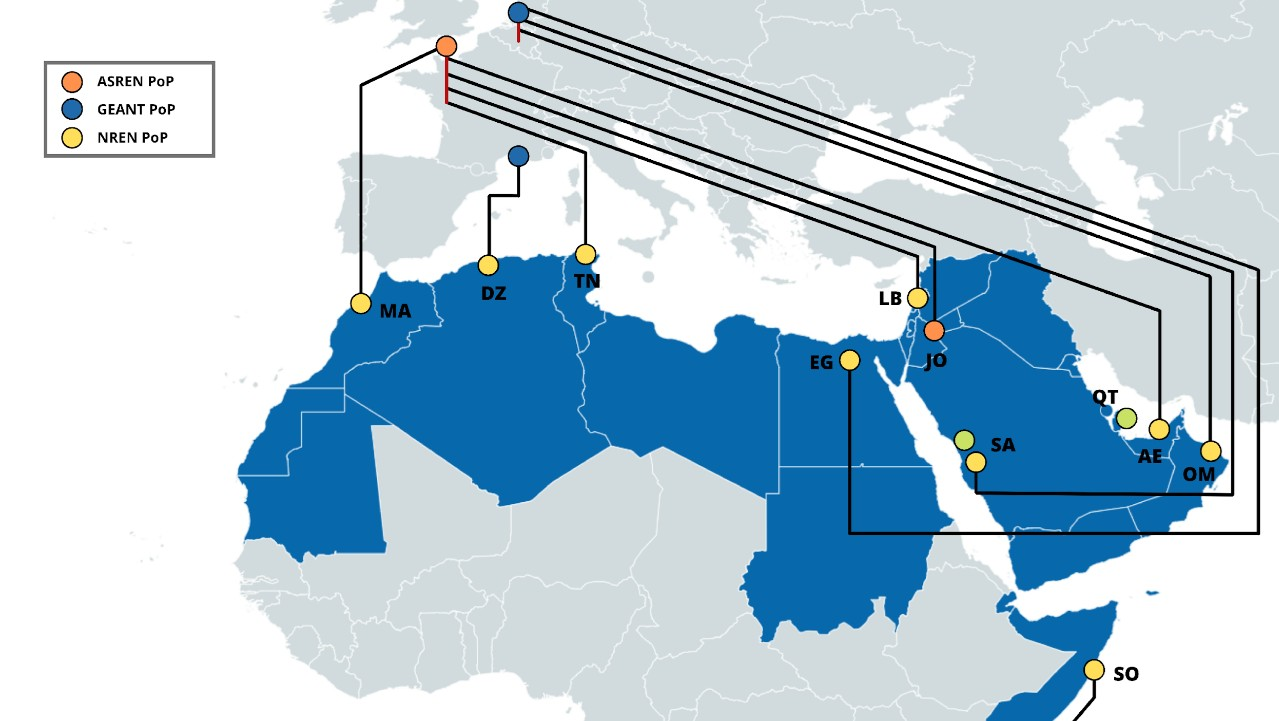 ASREN PoP
GEANT PoP
NREN PoP
MA
DZ
TN
LB
JO
EG
QT
SA
AE
OM
SO